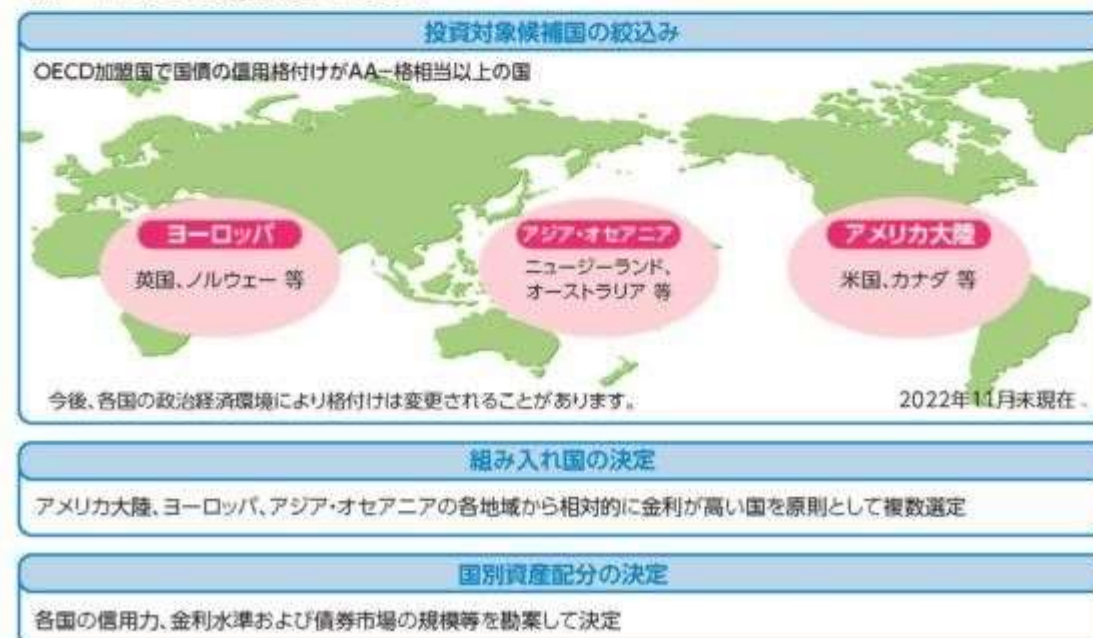 投資対象候補国の絞込み
OECD加盟国で国債の信用格付けがAA−格相当以上の国
ヨーロッパ
英国、ノルウェー 等
アジア・オセアニア
ニュージーランド、
オーストラリア 等
アメリカ大陸
米国、カナダ 等
今後、各国の政治経済環境により格付けは変更されることがあります。
2022年11月末現在
組み入れ国の決定
アメリカ大陸、ヨーロッパ、アジア・オセアニアの各地域から相対的に金利が高い国を原則として複数選定
国別資産配分の決定
各国の信用力、金利水準および債券市場の規模等を勘案して決定